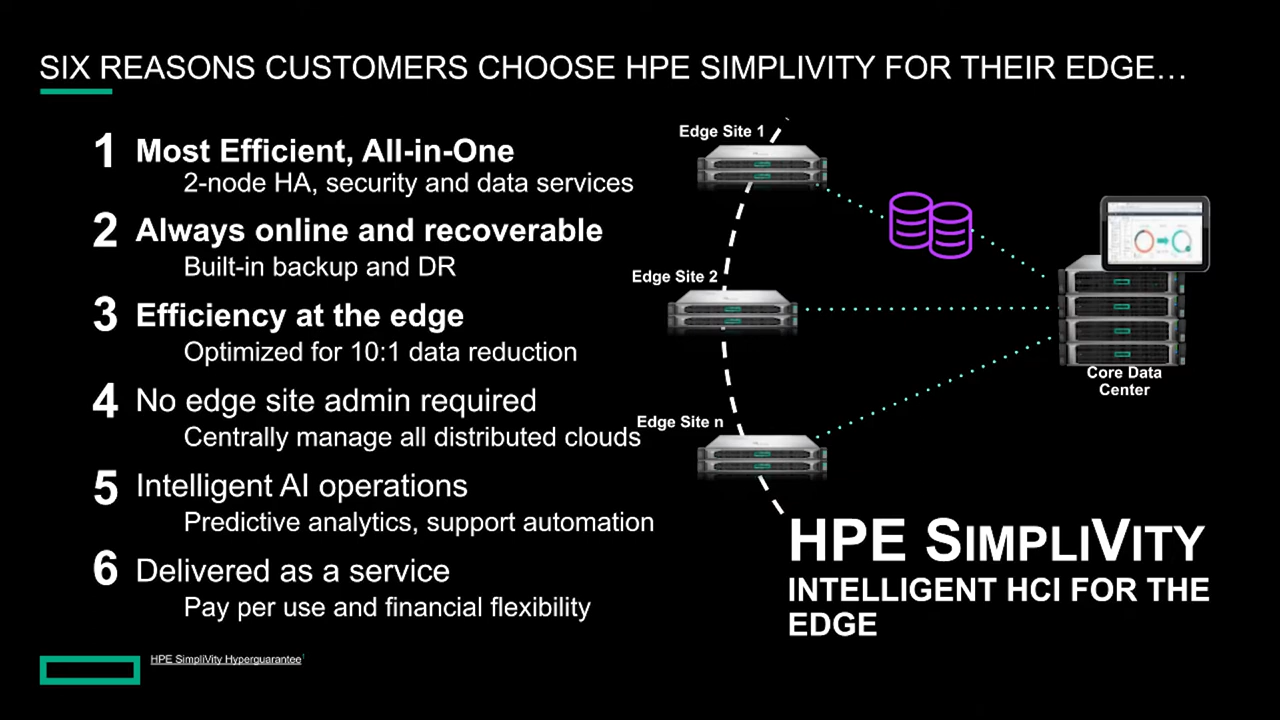 SIX REASONS CUSTOMERS CHOOSE HPE SIMPLIVITY FOR THEIR EDGE…
1 Most Efficient, All-in-One
2-node HA, security and data services
2 Always online and recoverable
Built-in backup and DR
3 Efficiency at the edge
Optimized for 10:1 data reduction
4 No edge site admin required
Centrally manage all distributed clouds
5 Intelligent AI operations
Predictive analytics, support automation
6 Delivered as a service
Pay per use and financial flexibility
Edge Site 1
Edge Site 2
Edge Site n
Core Data
Center
HPE SIMPLIVITY
INTELLIGENT HCI FOR THE
EDGE
HPE SimpliVity Hyperguarantee¹